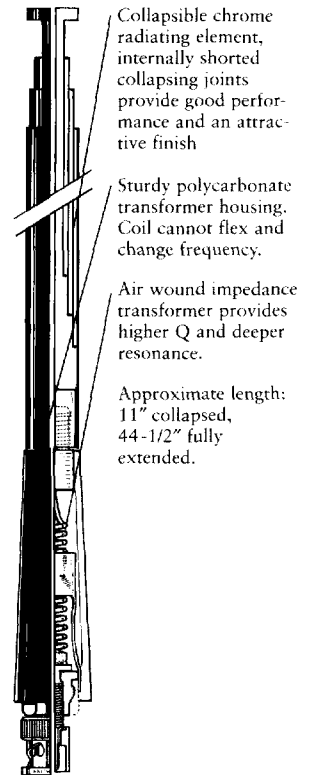 Collapsible chrome
radiating element,
internally shorted
collapsing joints
provide good perfor-
mance and an attrac-
tive finish
Sturdy polycarbonate
transformer housing.
Coil cannot flex and
change frequency.
Air wound impedance
transformer provides
higher Q and deeper
resonance.
Approximate length:
11" collapsed,
44-1/2" fully
extended.